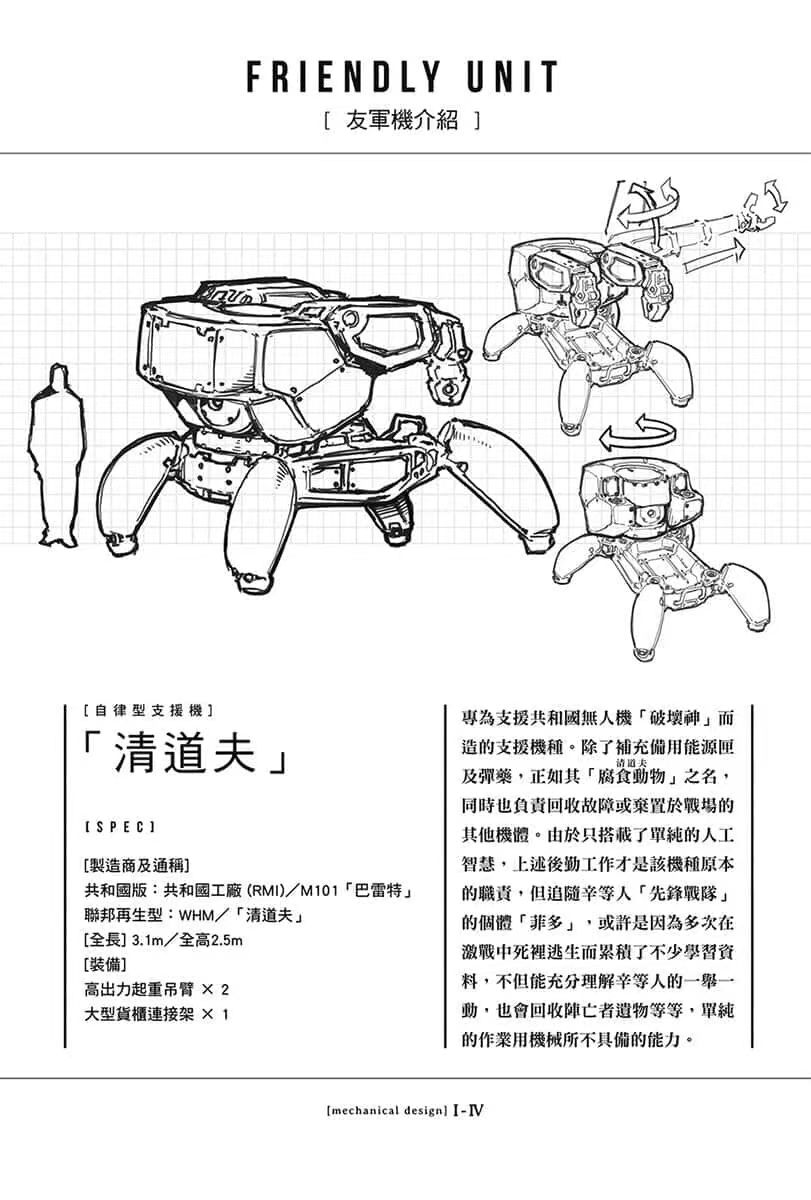 FRIENDLY UNIT
[ 友軍機介紹 ]
[自律型支援機]
「清道夫」
[SPEC]
[製造商及通稱]
共和國版：共和國工廠 (RMI)／M101「巴雷特」
聯邦再生型：WHM／「清道夫」
[全長] 3.1m／全高2.5m
[裝備]
高出力起重吊臂 × 2
大型貨櫃連接架 × 1
專為支援共和國無人機「破壞神」而
造的支援機種。除了補充備用能源匣
清道夫
及彈藥，正如其「腐食動物」之名，
同時也負責回收故障或棄置於戰場的
其他機體。由於只搭載了單純的人工
智慧，上述後勤工作才是該機種原本
的職責，但追隨辛等人「先鋒戰隊」
的個體「菲多」，或許是因為多次在
激戰中死裡逃生而累積了不少學習資
料，不但能充分理解辛等人的一舉一
動，也會回收陣亡者遺物等等，單純
的作業用機械所不具備的能力。
[mechanical design] I-IV